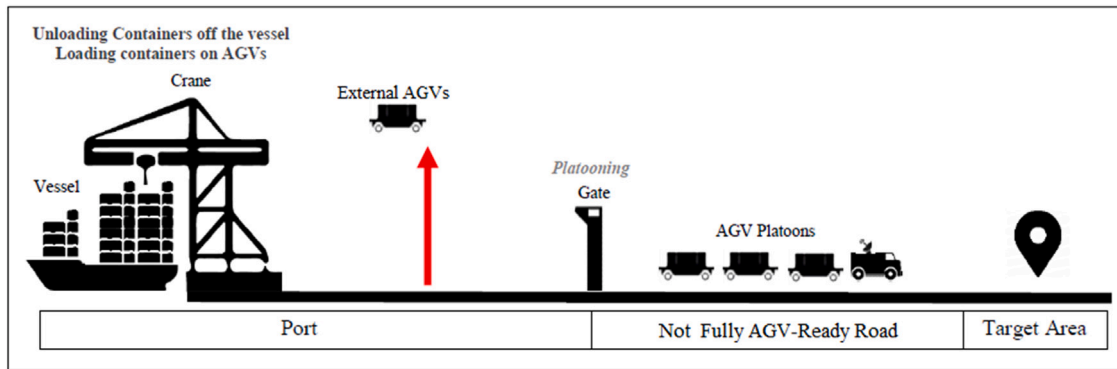 Unloading Containers off the vessel
Loading containers on AGVs
Crane
External AGVs
Platooning
Gate
Vessel
AGV Platoons
Port
Not Fully AGV-Ready Road
Target Area